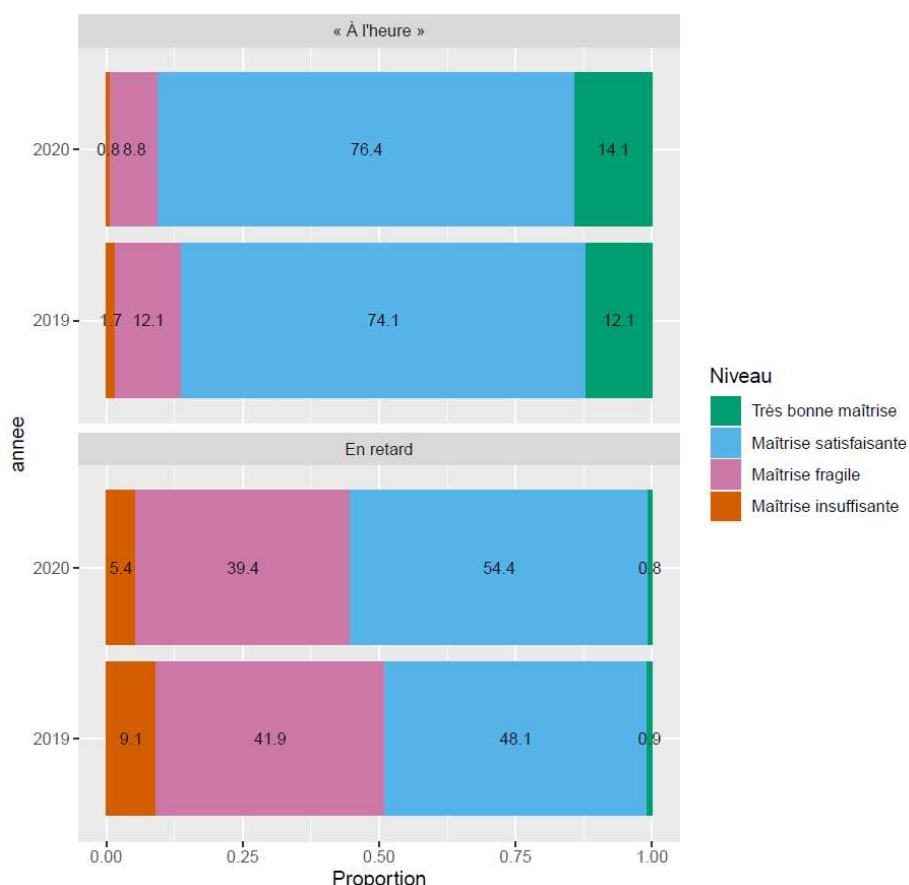 « À l'heure »
2020
0.8 8.8 76.4 14.1
2019
1.7 12.1 74.1 12.1
annee
En retard
2020
5.4 39.4 54.4 0.8
2019
9.1 41.9 48.1 0.9
0.00 0.25 0.50 0.75 1.00
Proportion
Niveau
Très bonne maîtrise
Maîtrise satisfaisante
Maîtrise fragile
Maîtrise insuffisante